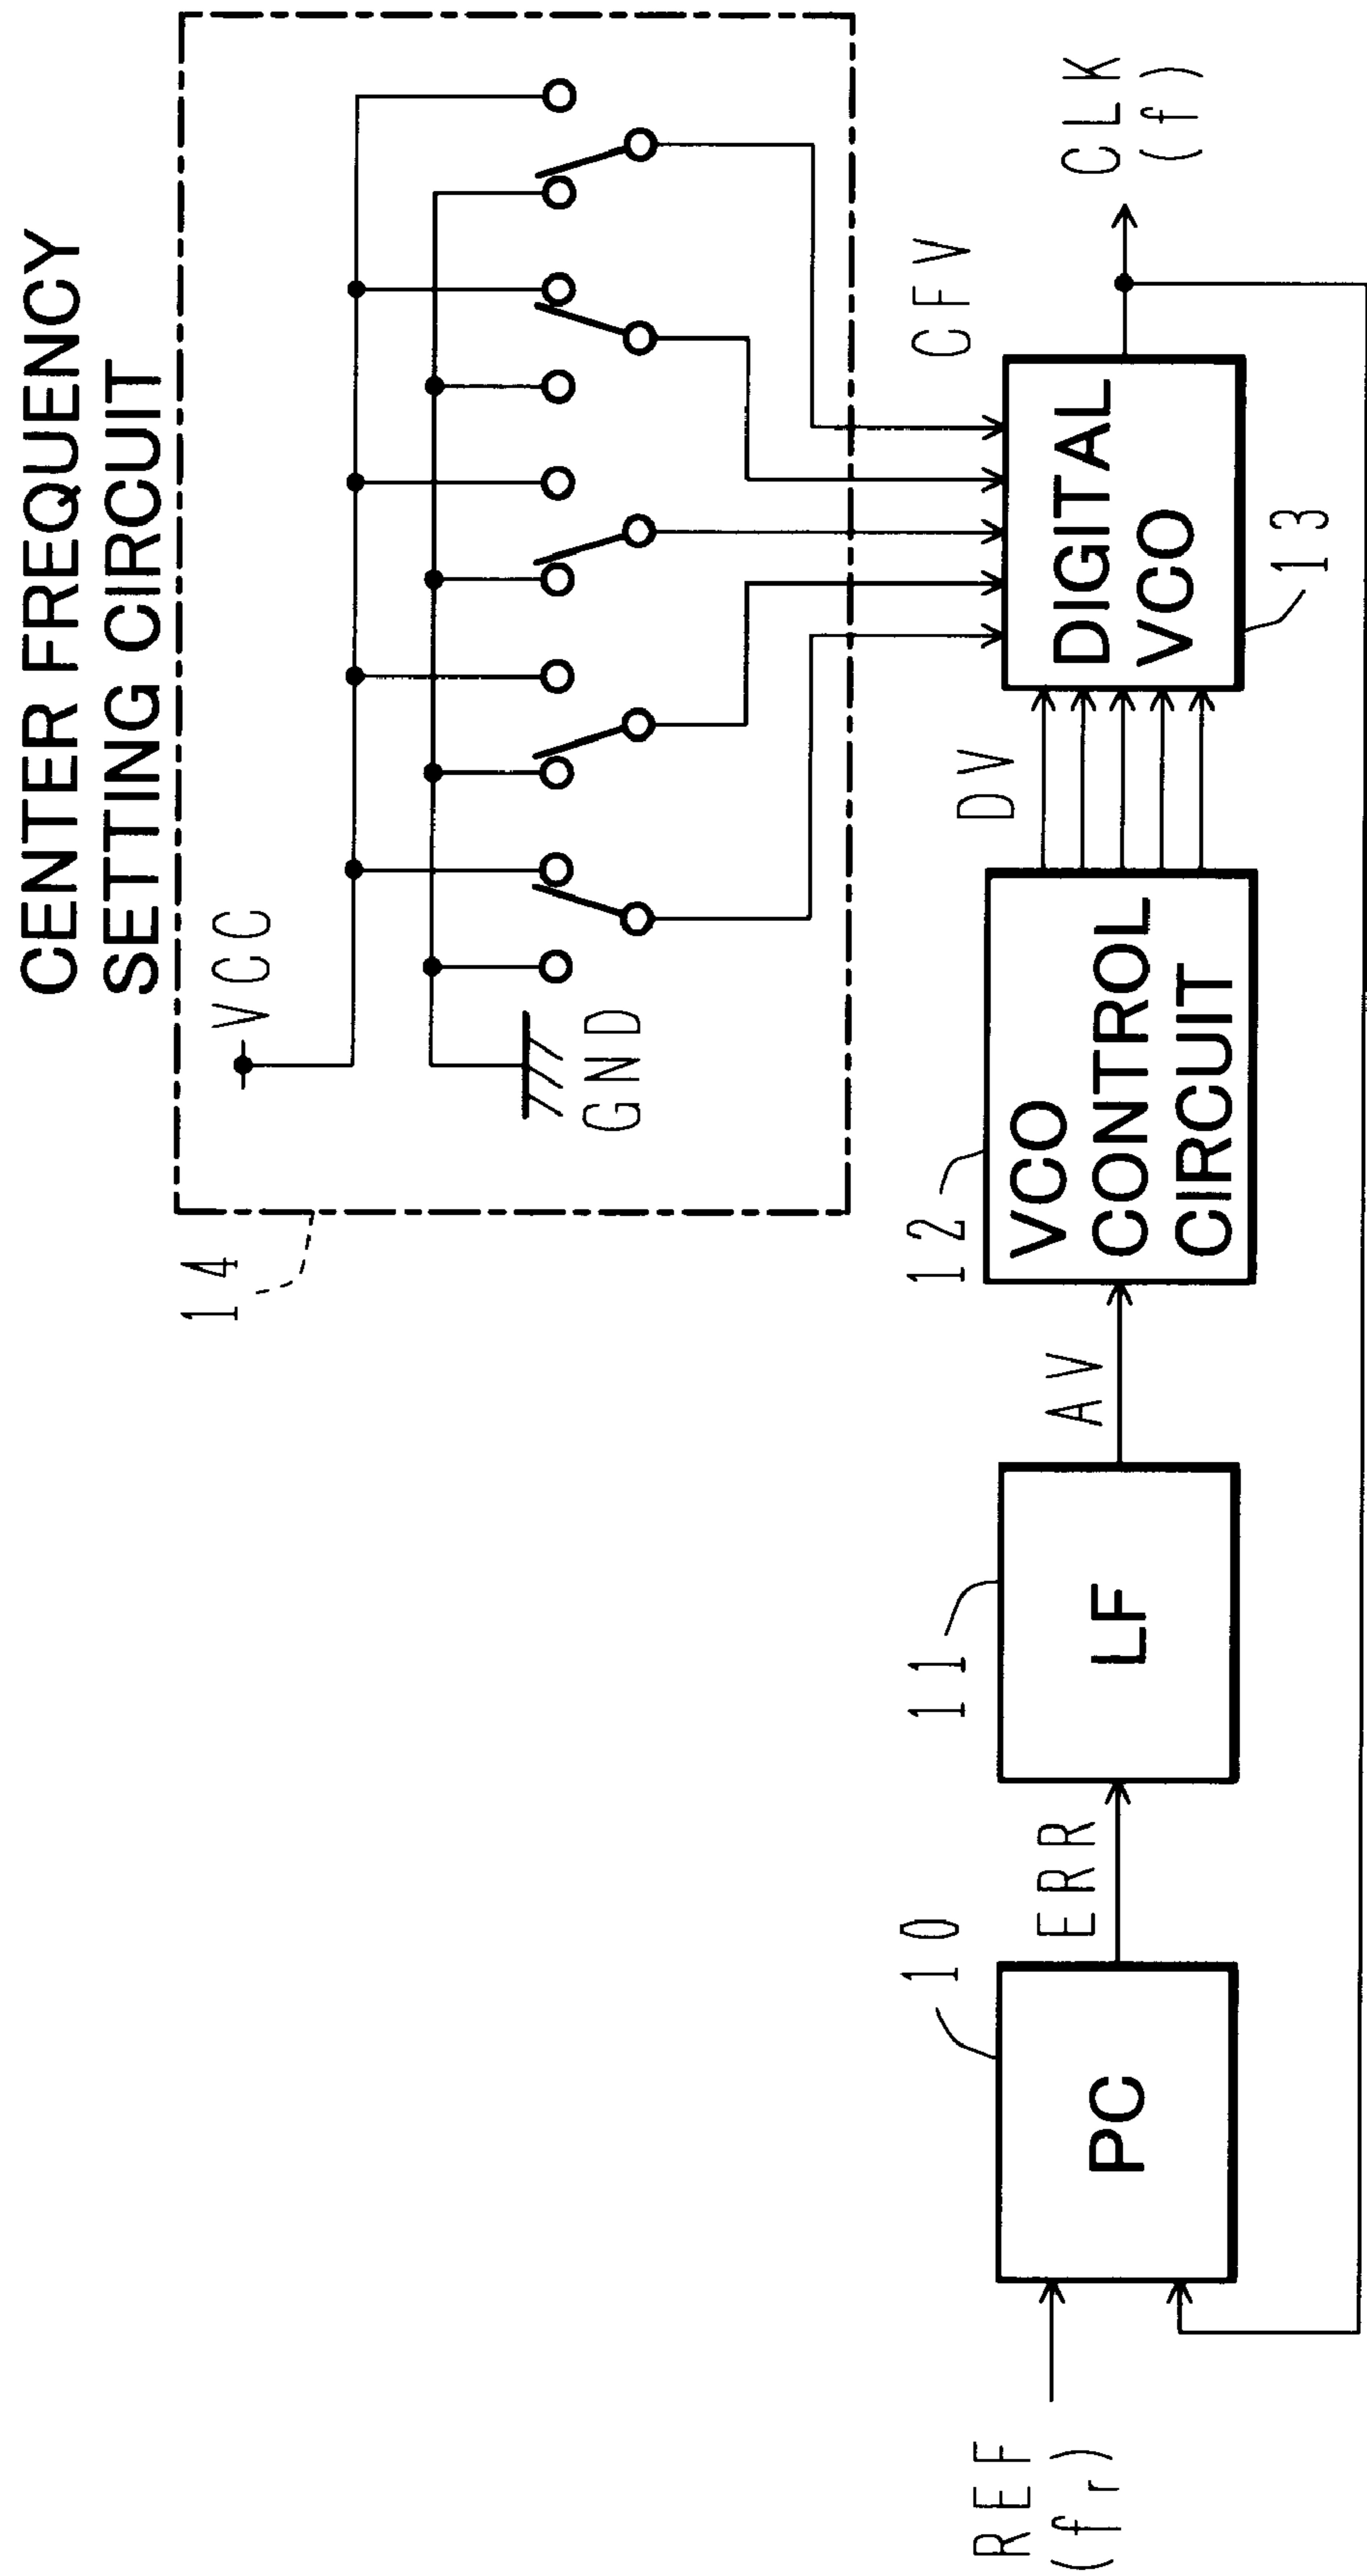 CENTER FREQUENCY
SETTING CIRCUIT
14
VCC
GND
CFV
REF
(fr)
10
PC
ERR
11
LF
AV
12
VCO
CONTROL
CIRCUIT
DV
DIGITAL
VCO
13
CLK
(f)